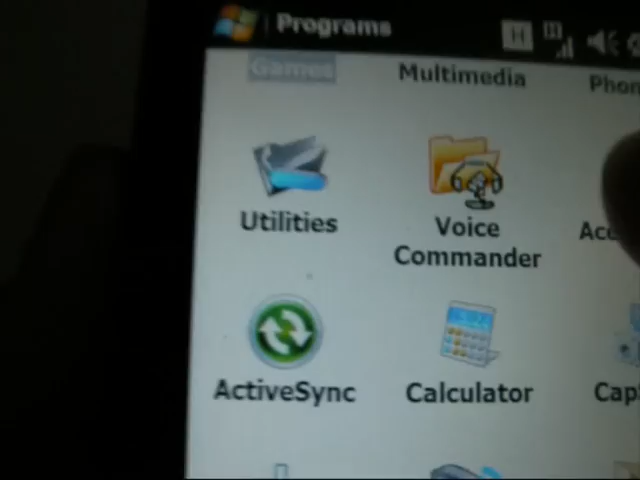 Programs
H
Games
Multimedia
Utilities
Voice
Commander
ActiveSync
Calculator